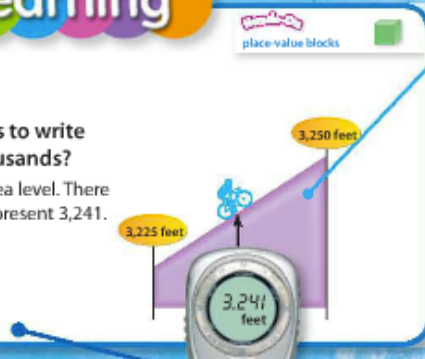 earning
Hands-On
place-value blocks
s to write
usands?
ea level. There
present 3,241.
3,250 feet
3,225 feet
3,241
feet